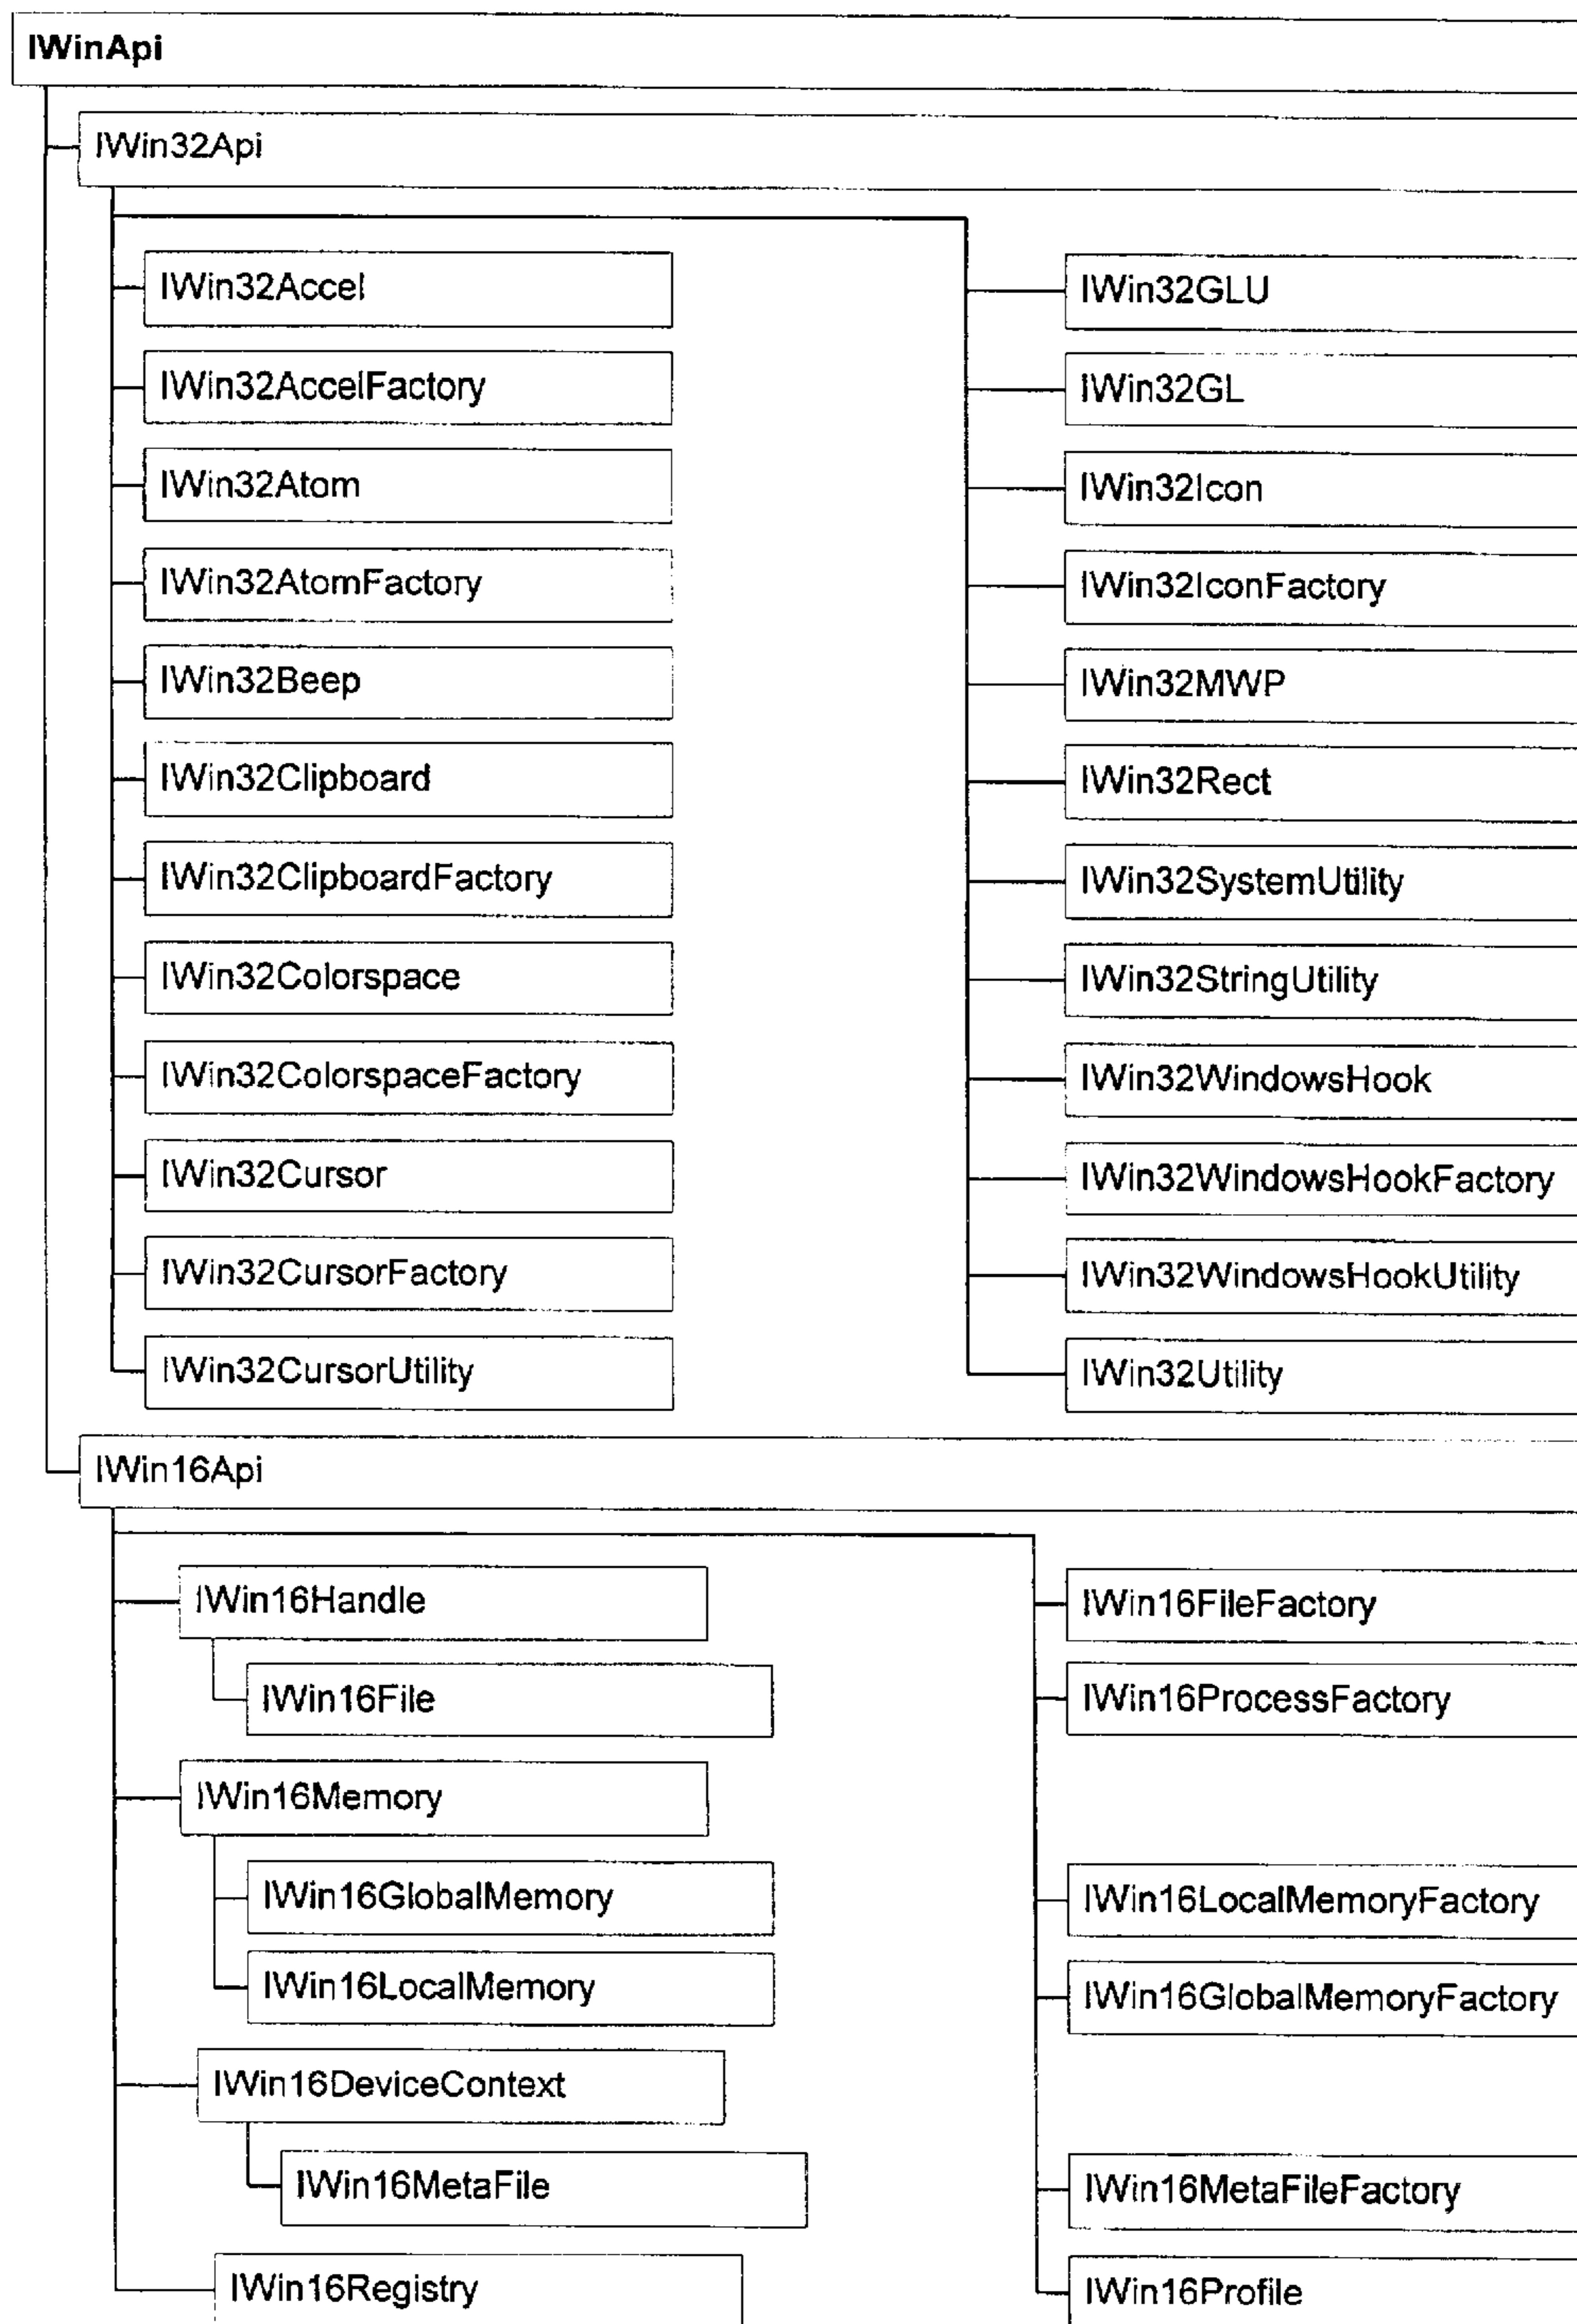 IWinApi
IWin32Api
IWin32Accel
IWin32AccelFactory
IWin32Atom
IWin32AtomFactory
IWin32Beep
IWin32Clipboard
IWin32ClipboardFactory
IWin32Colorspace
IWin32ColorspaceFactory
IWin32Cursor
IWin32CursorFactory
IWin32CursorUtility
IWin32GLU
IWin32GL
IWin32Icon
IWin32IconFactory
IWin32MWP
IWin32Rect
IWin32SystemUtility
IWin32StringUtility
IWin32WindowsHook
IWin32WindowsHookFactory
IWin32WindowsHookUtility
IWin32Utility
IWin16Api
IWin16Handle
IWin16File
IWin16Memory
IWin16GlobalMemory
IWin16LocalMemory
IWin16DeviceContext
IWin16MetaFile
IWin16Registry
IWin16FileFactory
IWin16ProcessFactory
IWin16LocalMemoryFactory
IWin16GlobalMemoryFactory
IWin16MetaFileFactory
IWin16Profile